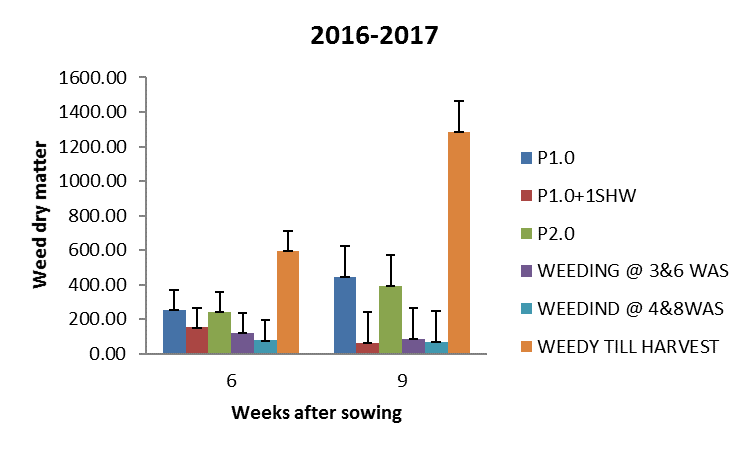 2016-2017
1600.00
1400.00
1200.00
1000.00
800.00
600.00
400.00
200.00
0.00
Weed dry matter
6
9
Weeks after sowing
P1.0
P1.0+1SHW
P2.0
WEEDING @ 3&6 WAS
WEEDIND @ 4&8WAS
WEEDY TILL HARVEST